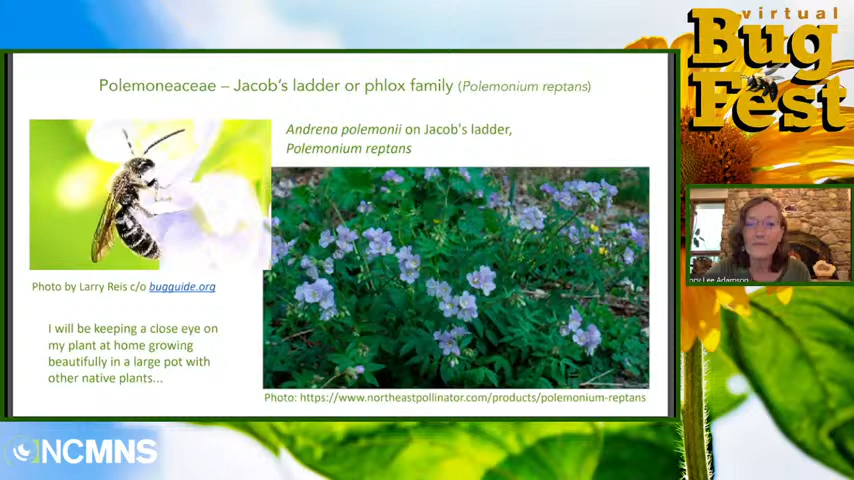 virtual
Bug
Fest
Polemoneaceae – Jacob's ladder or phlox family (Polemonium reptans)
Andrena polemonii on Jacob's ladder,
Polemonium reptans
Photo by Larry Reis c/o bugguide.org
I will be keeping a close eye on
my plant at home growing
beautifully in a large pot with
other native plants...
Photo: https://www.northeastpollinator.com/products/polemonium-reptans
Lee Adamson
NCMNS